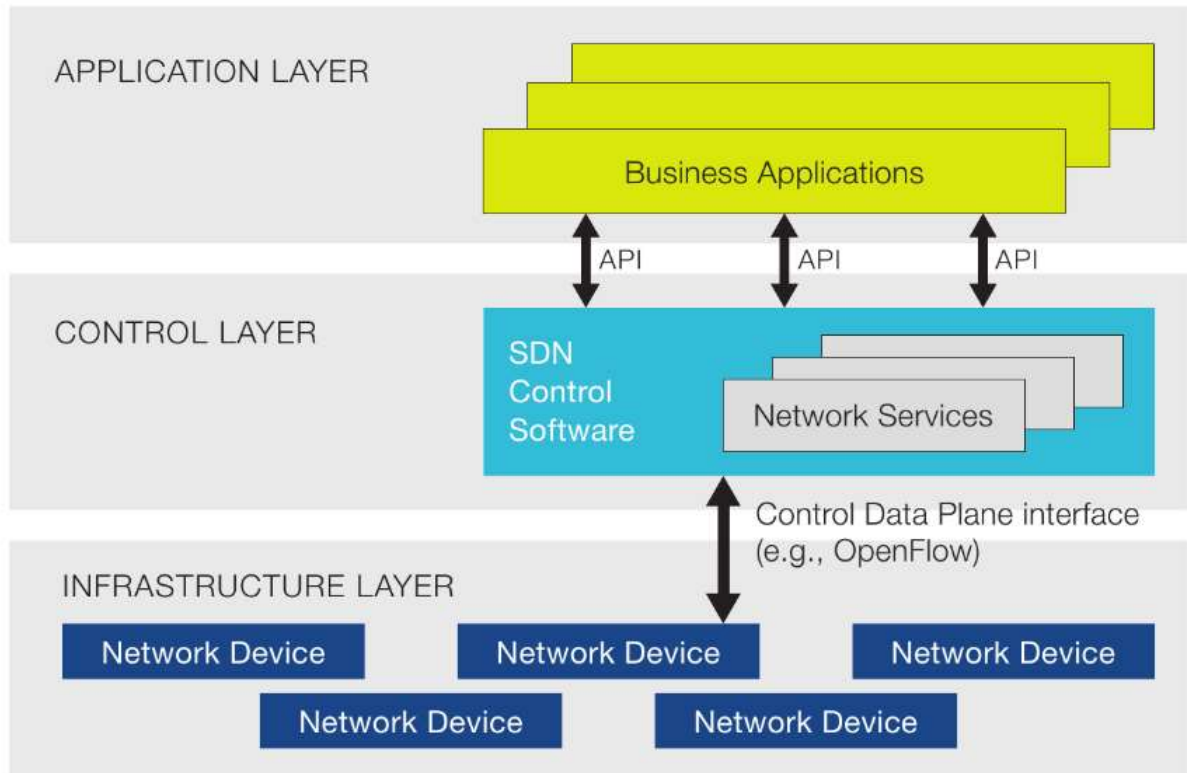 APPLICATION LAYER
Business Applications
API
API
API
CONTROL LAYER
SDN
Control
Software
Network Services
Control Data Plane interface
(e.g., OpenFlow)
INFRASTRUCTURE LAYER
Network Device
Network Device
Network Device
Network Device
Network Device